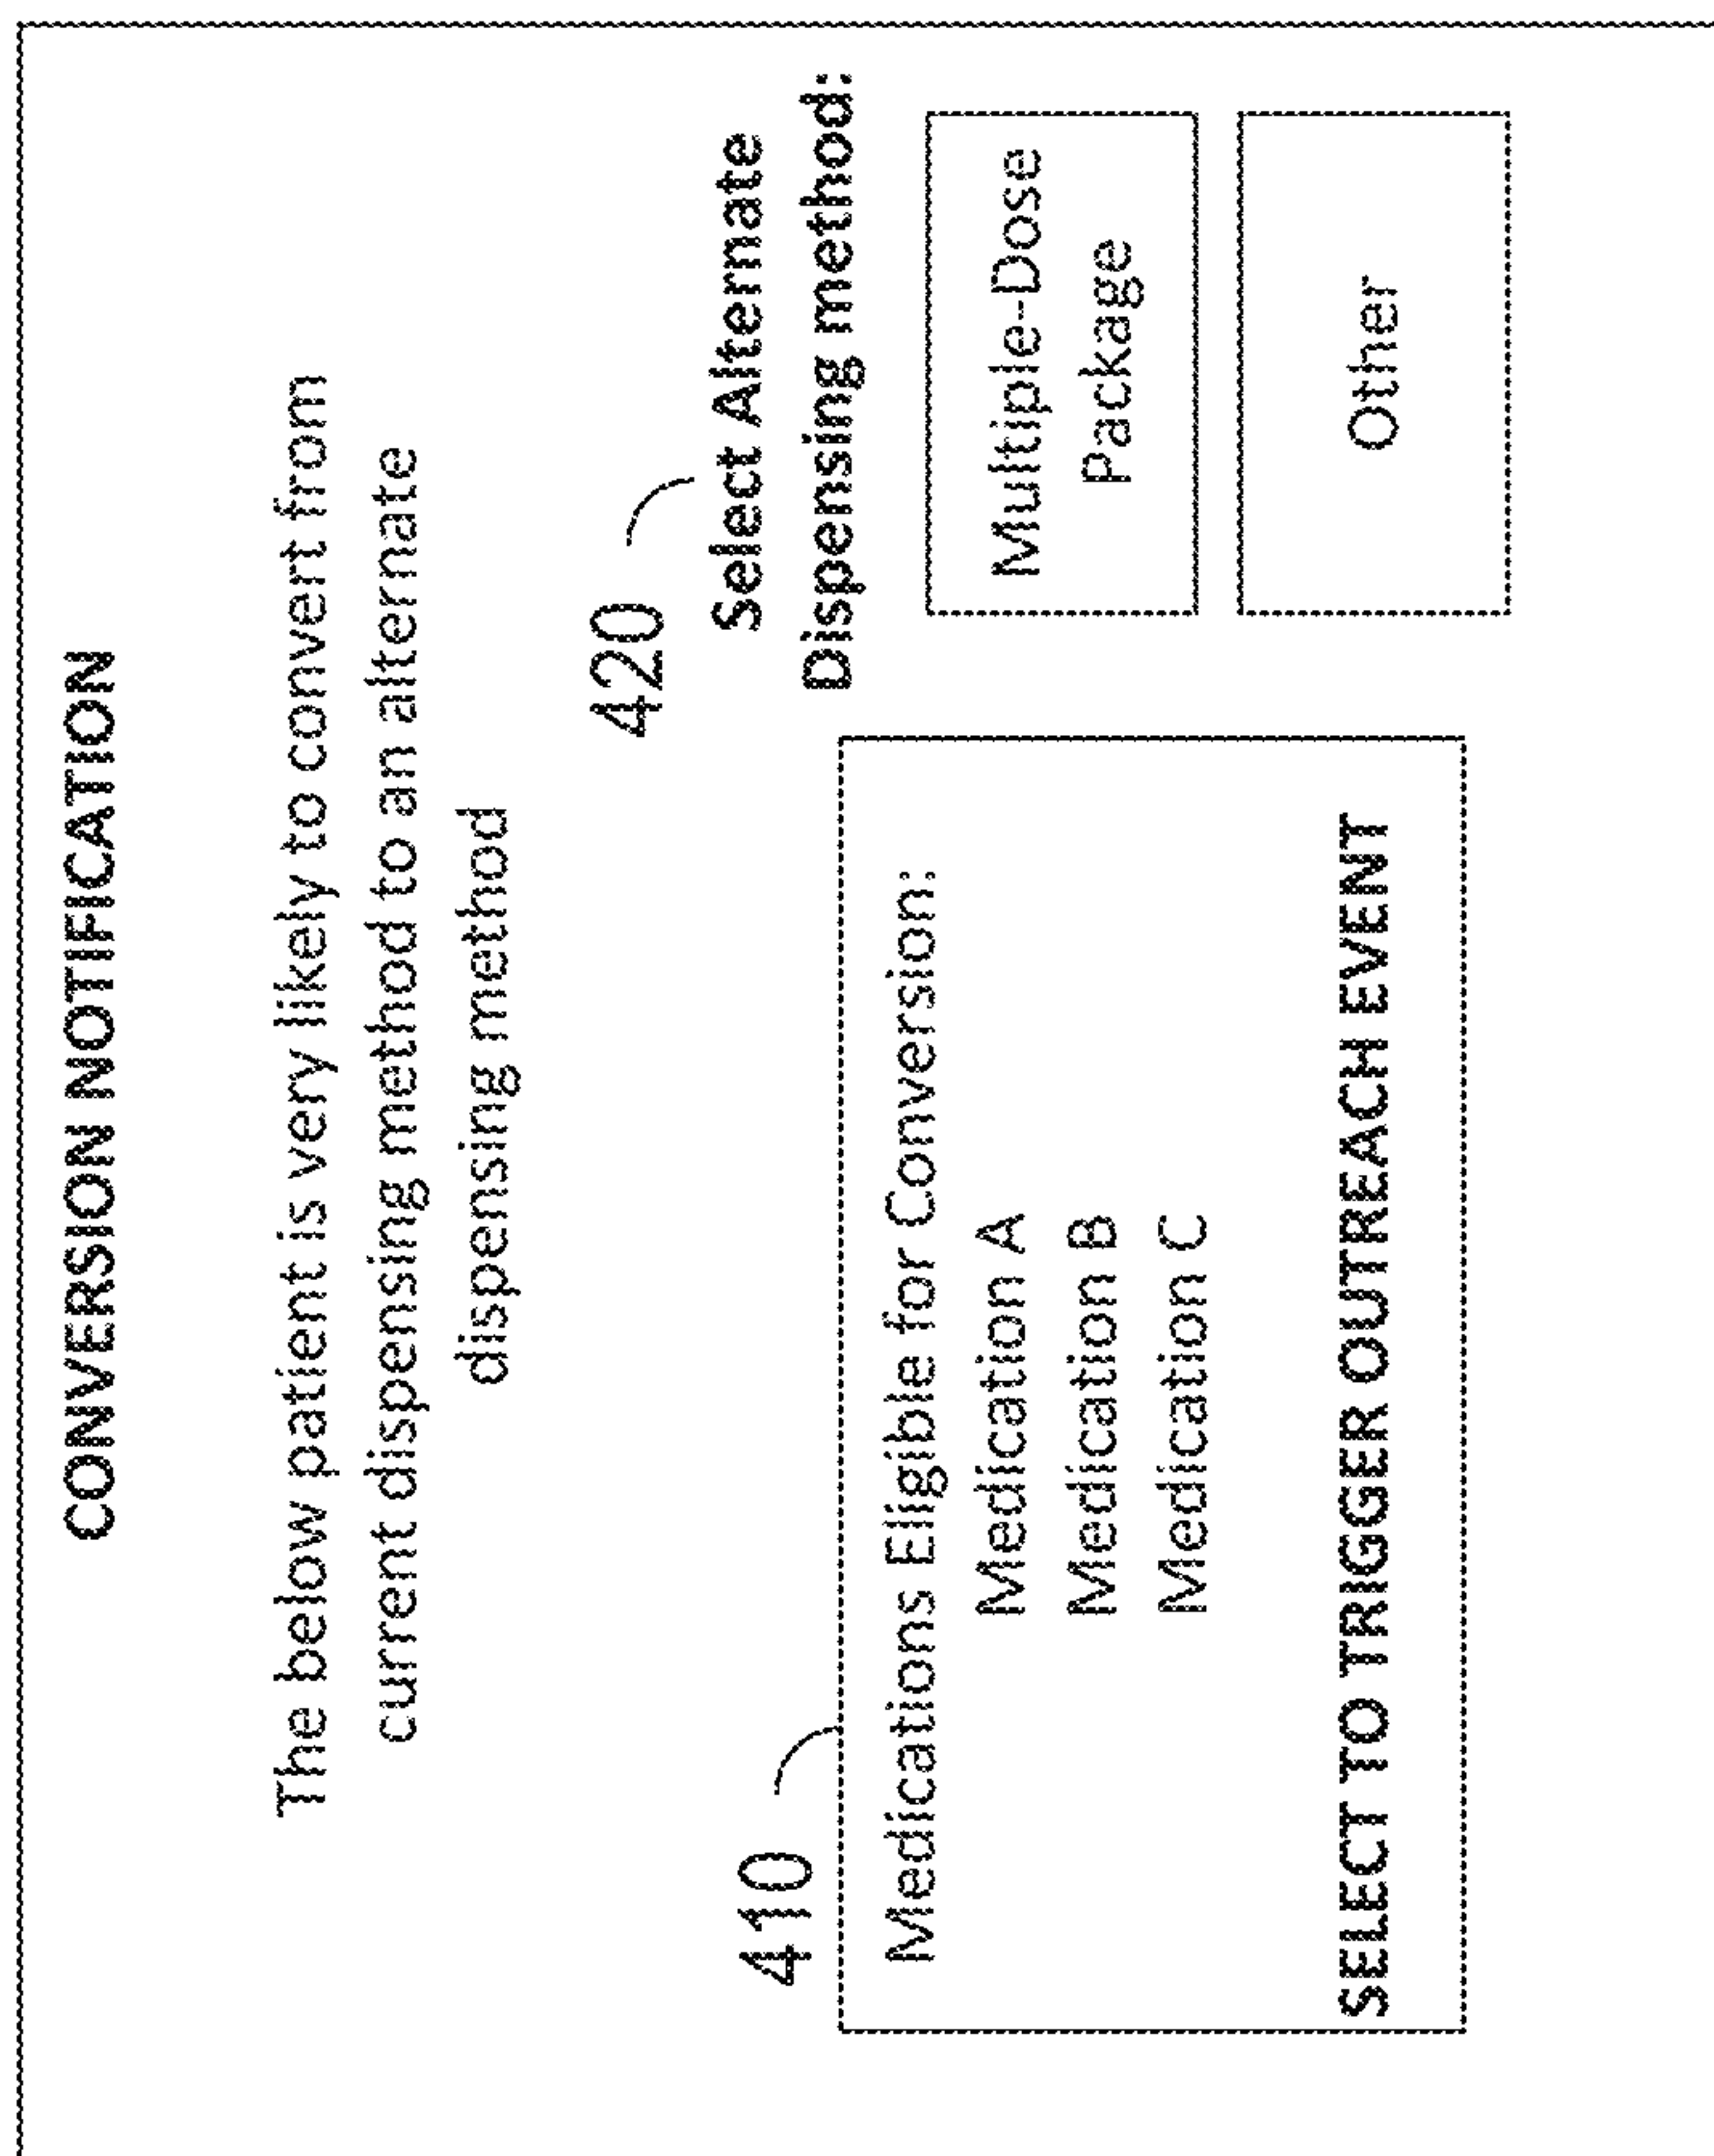 CONVERSION NOTIFICATION
The below patient is very likely to convert from
current dispensing method to an alternate
dispensing method
410
Medications Eligible for Conversion:
Medication A
Medication B
Medication C
SELECT TO TRIGGER OUTREACH EVENT
420
Select Alternate
Dispensing method:
Multiple-Dose
Package
Other